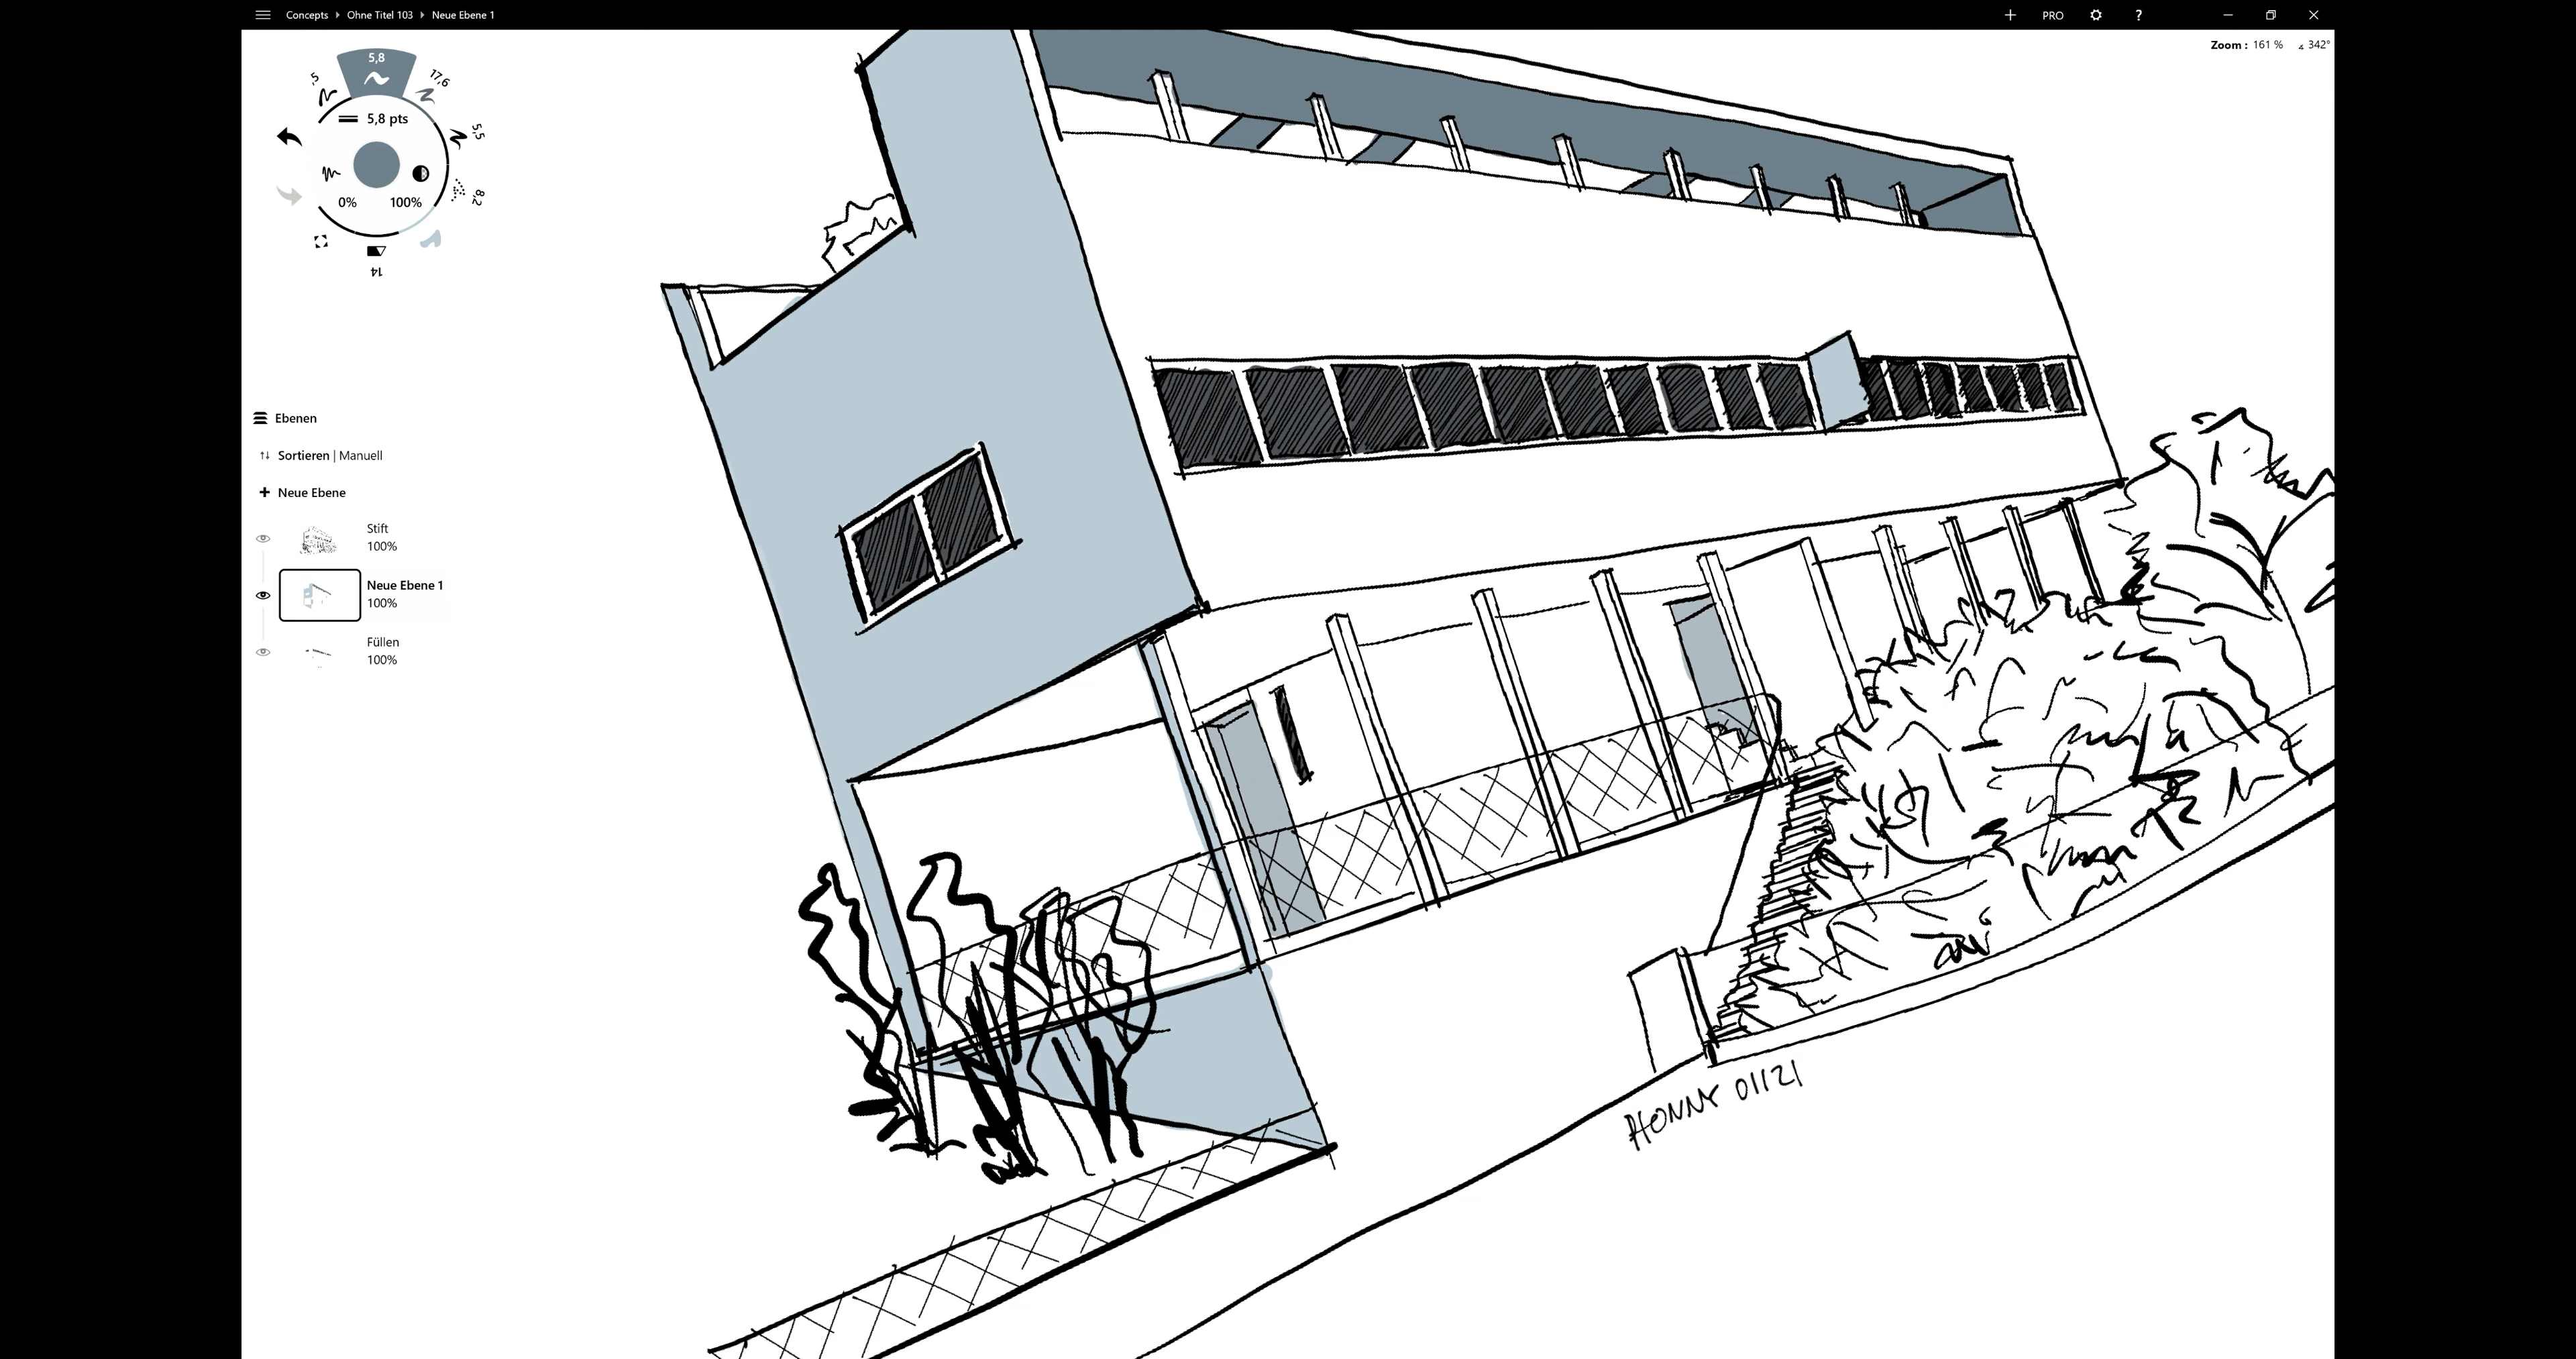 Concepts Ohne Titel 103 Neue Ebene 1
PRO ?
Zoom : 161 % 342°
5,8
,5
17,6
5,8 pts
5,5
8,2
0% 100%
14
Ebenen
Sortieren | Manuell
Neue Ebene
Stift
100%
Neue Ebene 1
100%
Füllen
100%
01121